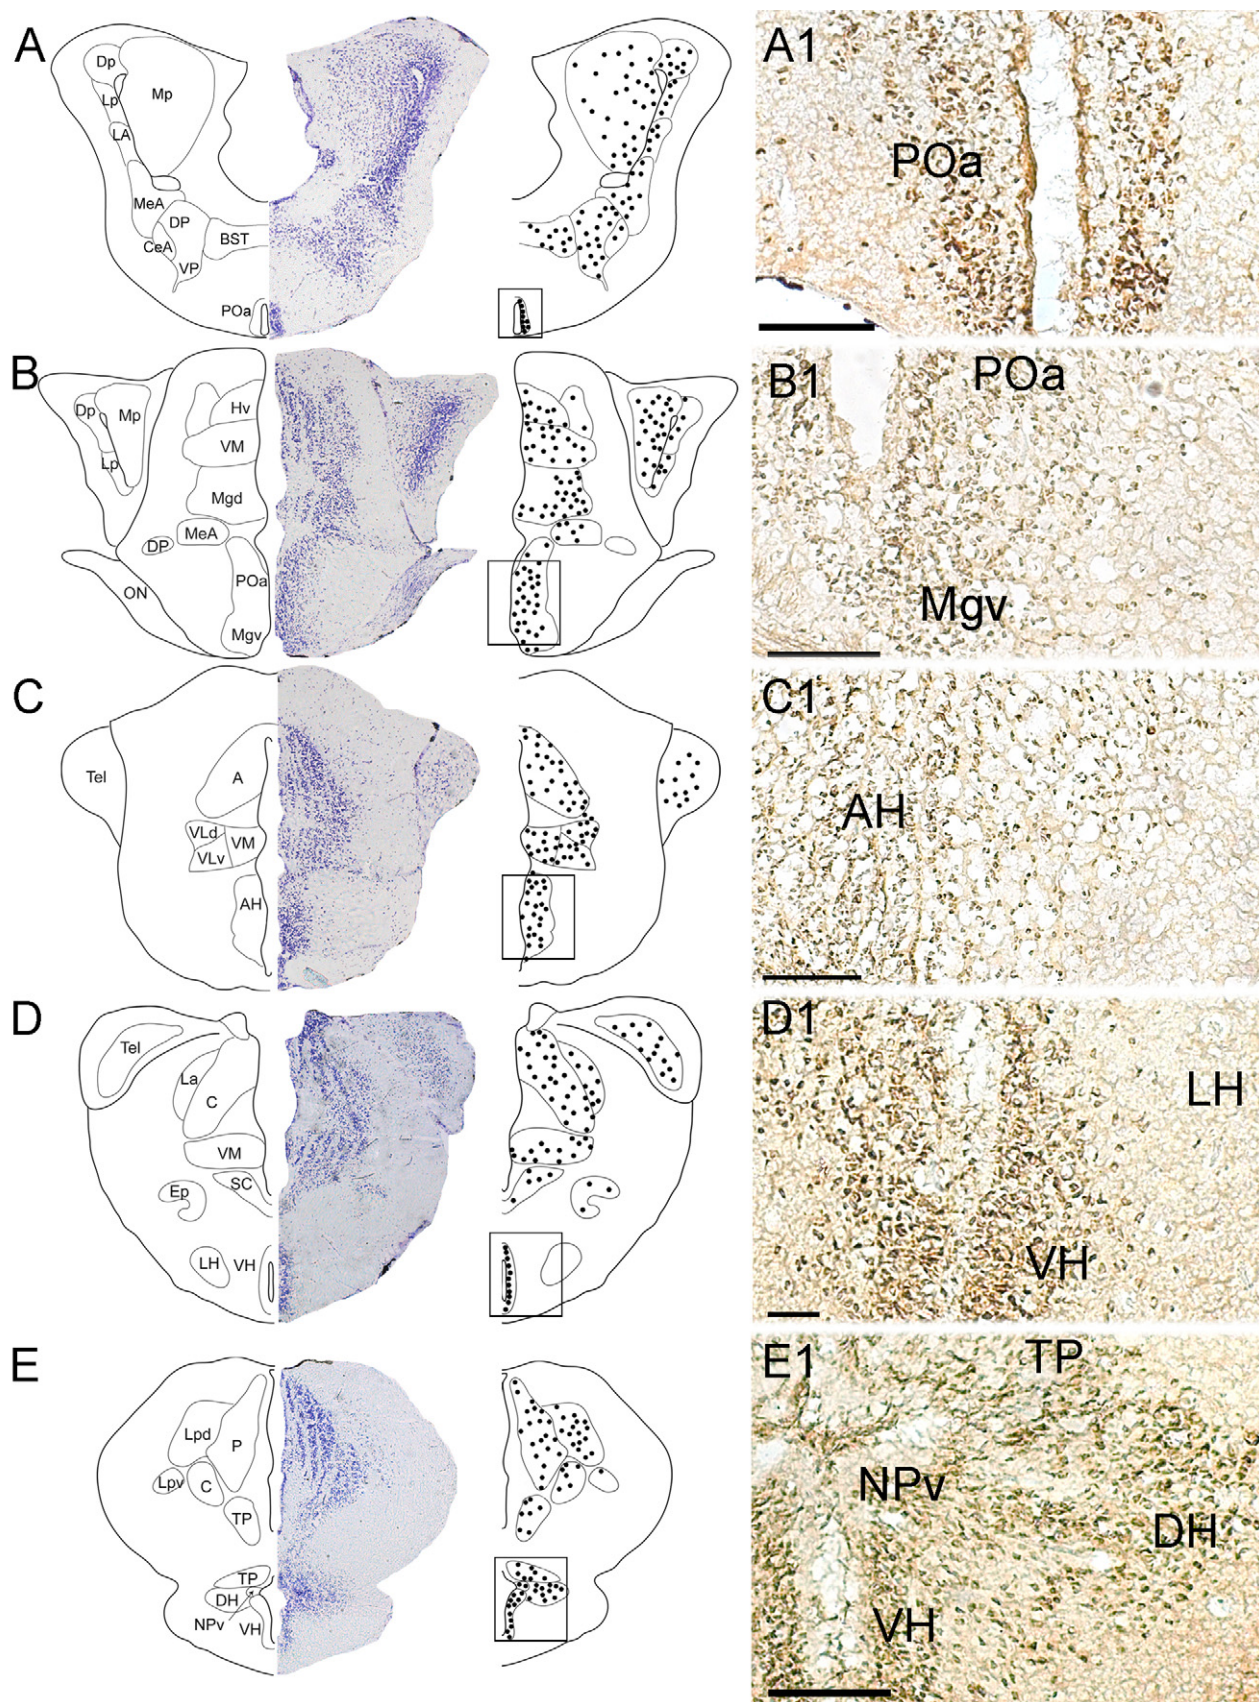 A
Dp
Mp
Lp
LA
MeA
DP
CeA
BST
VP
POa
A1
POa
B
Dp
Mp
Hv
Lp
VM
Mgd
MeA
DP
ON
POa
Mgv
B1
POa
Mgv
C
Tel
A
VLd
VM
VLv
AH
C1
AH
D
Tel
La
C
VM
SC
Ep
LH
VH
D1
LH
VH
E
Lpd
P
Lpv
C
TP
TP
DH
NPv
VH
E1
TP
NPv
DH
VH